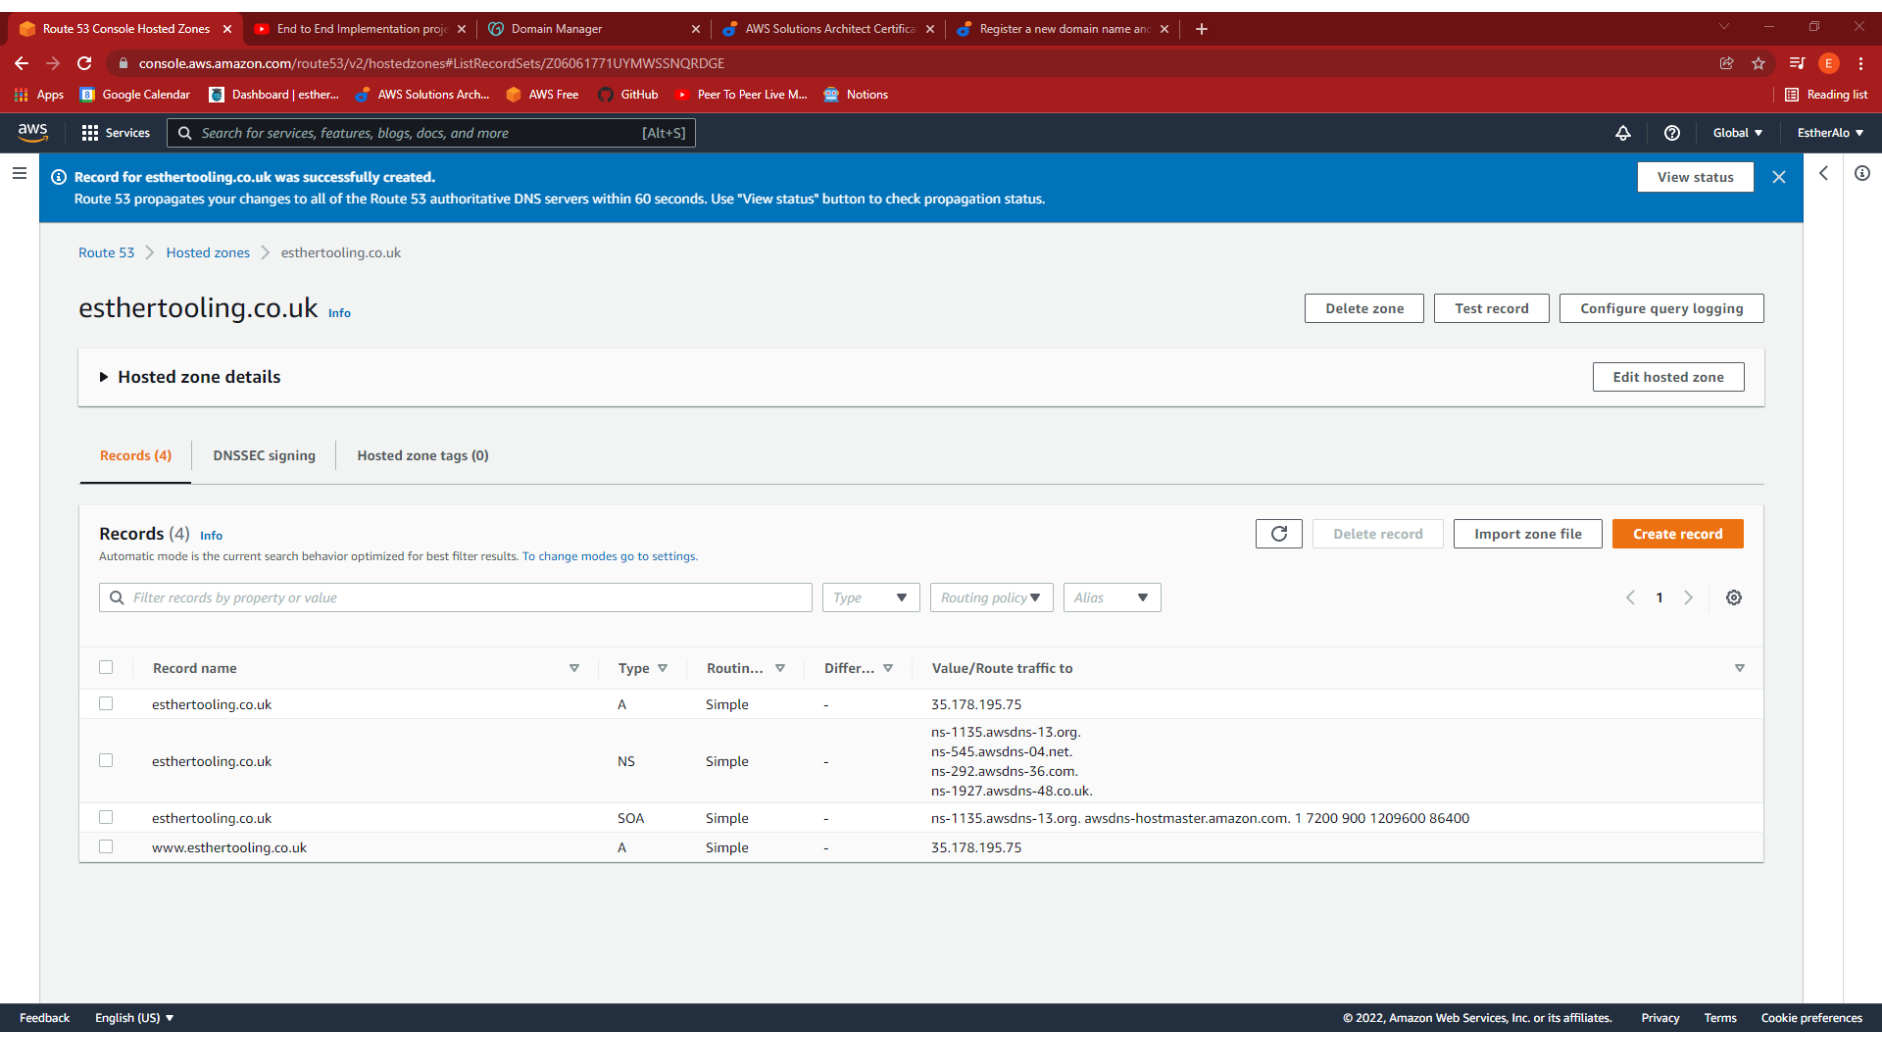 Route 53 Console Hosted Zones
End to End Implementation proje
Domain Manager
AWS Solutions Architect Certifica
Register a new domain name and
console.aws.amazon.com/route53/v2/hostedzones#ListRecordSets/Z06061771UYMWSSNQRDGE
E
Apps
Google Calendar
Dashboard | esther...
AWS Solutions Arch...
AWS Free
GitHub
Peer To Peer Live M...
Notions
Reading list
aws
Services
Search for services, features, blogs, docs, and more
[Alt+S]
Global
EstherAlo
Record for esthertooling.co.uk was successfully created.
Route 53 propagates your changes to all of the Route 53 authoritative DNS servers within 60 seconds. Use "View status" button to check propagation status.
View status
Route 53 > Hosted zones > esthertooling.co.uk
esthertooling.co.uk Info
Delete zone
Test record
Configure query logging
Hosted zone details
Edit hosted zone
Records (4)
DNSSEC signing
Hosted zone tags (0)
Records (4) Info
Automatic mode is the current search behavior optimized for best filter results. To change modes go to settings.
Delete record
Import zone file
Create record
Filter records by property or value
Type
Routing policy
Alias
1
Record name
Type
Routin...
Differ...
Value/Route traffic to
esthertooling.co.uk A Simple - 35.178.195.75
esthertooling.co.uk NS Simple -
ns-1135.awsdns-13.org.
ns-545.awsdns-04.net.
ns-292.awsdns-36.com.
ns-1927.awsdns-48.co.uk.
esthertooling.co.uk SOA Simple - ns-1135.awsdns-13.org. awsdns-hostmaster.amazon.com. 1 7200 900 1209600 86400
www.esthertooling.co.uk A Simple - 35.178.195.75
Feedback
English (US)
© 2022, Amazon Web Services, Inc. or its affiliates.
Privacy
Terms
Cookie preferences